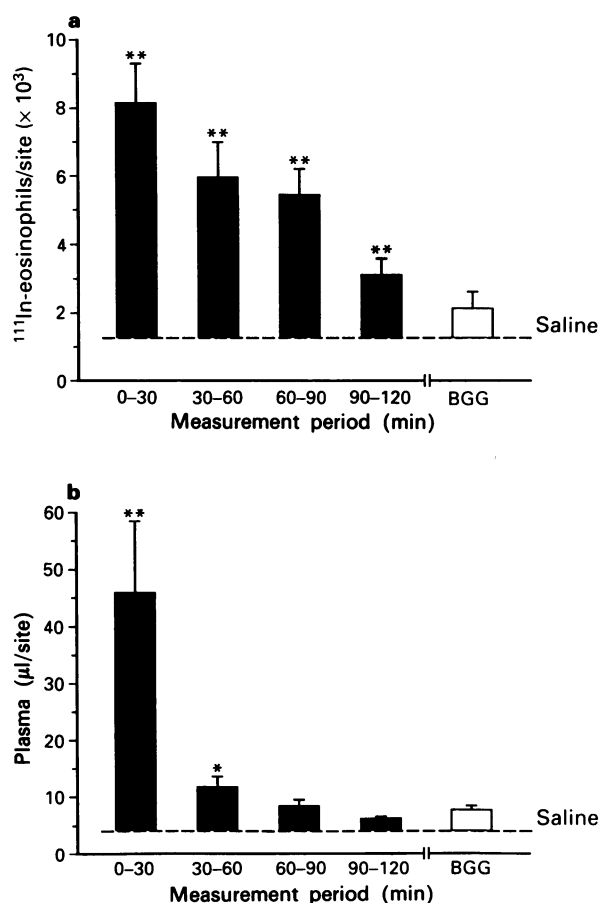 a
¹¹¹In-eosinophils/site (× 10³)
10
8
6
4
2
0
**
**
**
**
Saline
0–30 30–60 60–90 90–120 BGG
Measurement period (min)
b
Plasma (μl/site)
60
50
40
30
20
10
0
**
*
Saline
0–30 30–60 60–90 90–120 BGG
Measurement period (min)